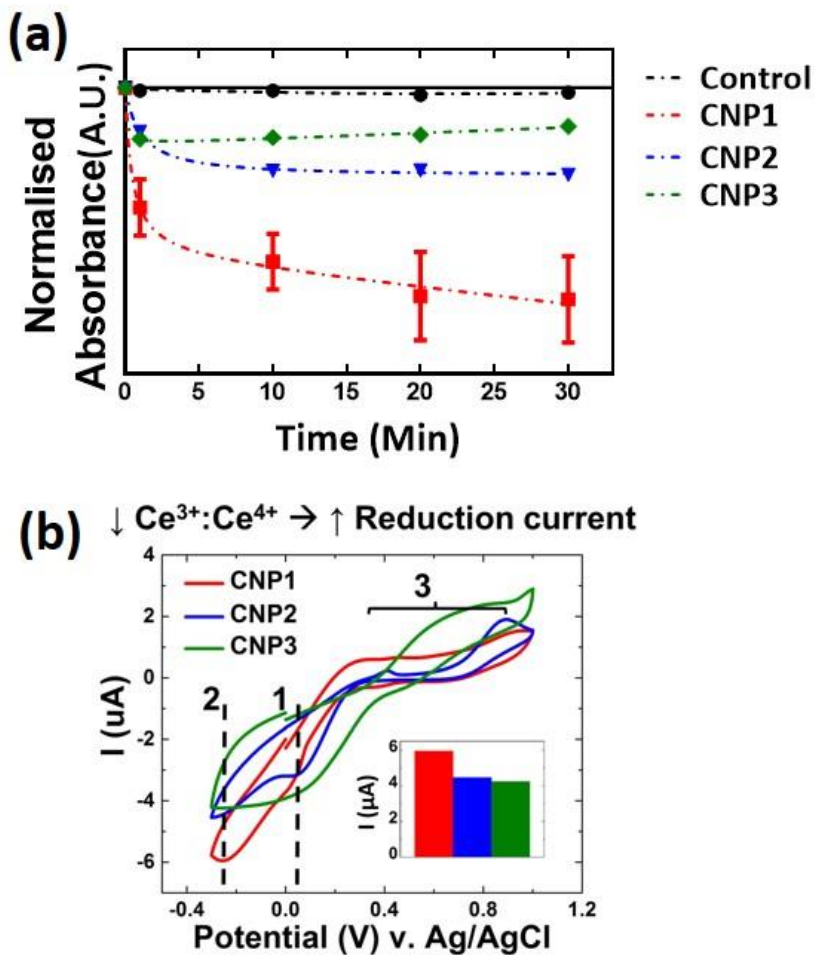 (a)
Normalised
Absorbance(A.U.)
Control
CNP1
CNP2
CNP3
0 5 10 15 20 25 30
Time (Min)
(b)
↓ Ce³⁺:Ce⁴⁺ → ↑ Reduction current
I (uA)
4
2
0
-2
-4
-6
CNP1
CNP2
CNP3
3
2
1
I (µA)
6
4
2
0
-0.4 0.0 0.4 0.8 1.2
Potential (V) v. Ag/AgCl